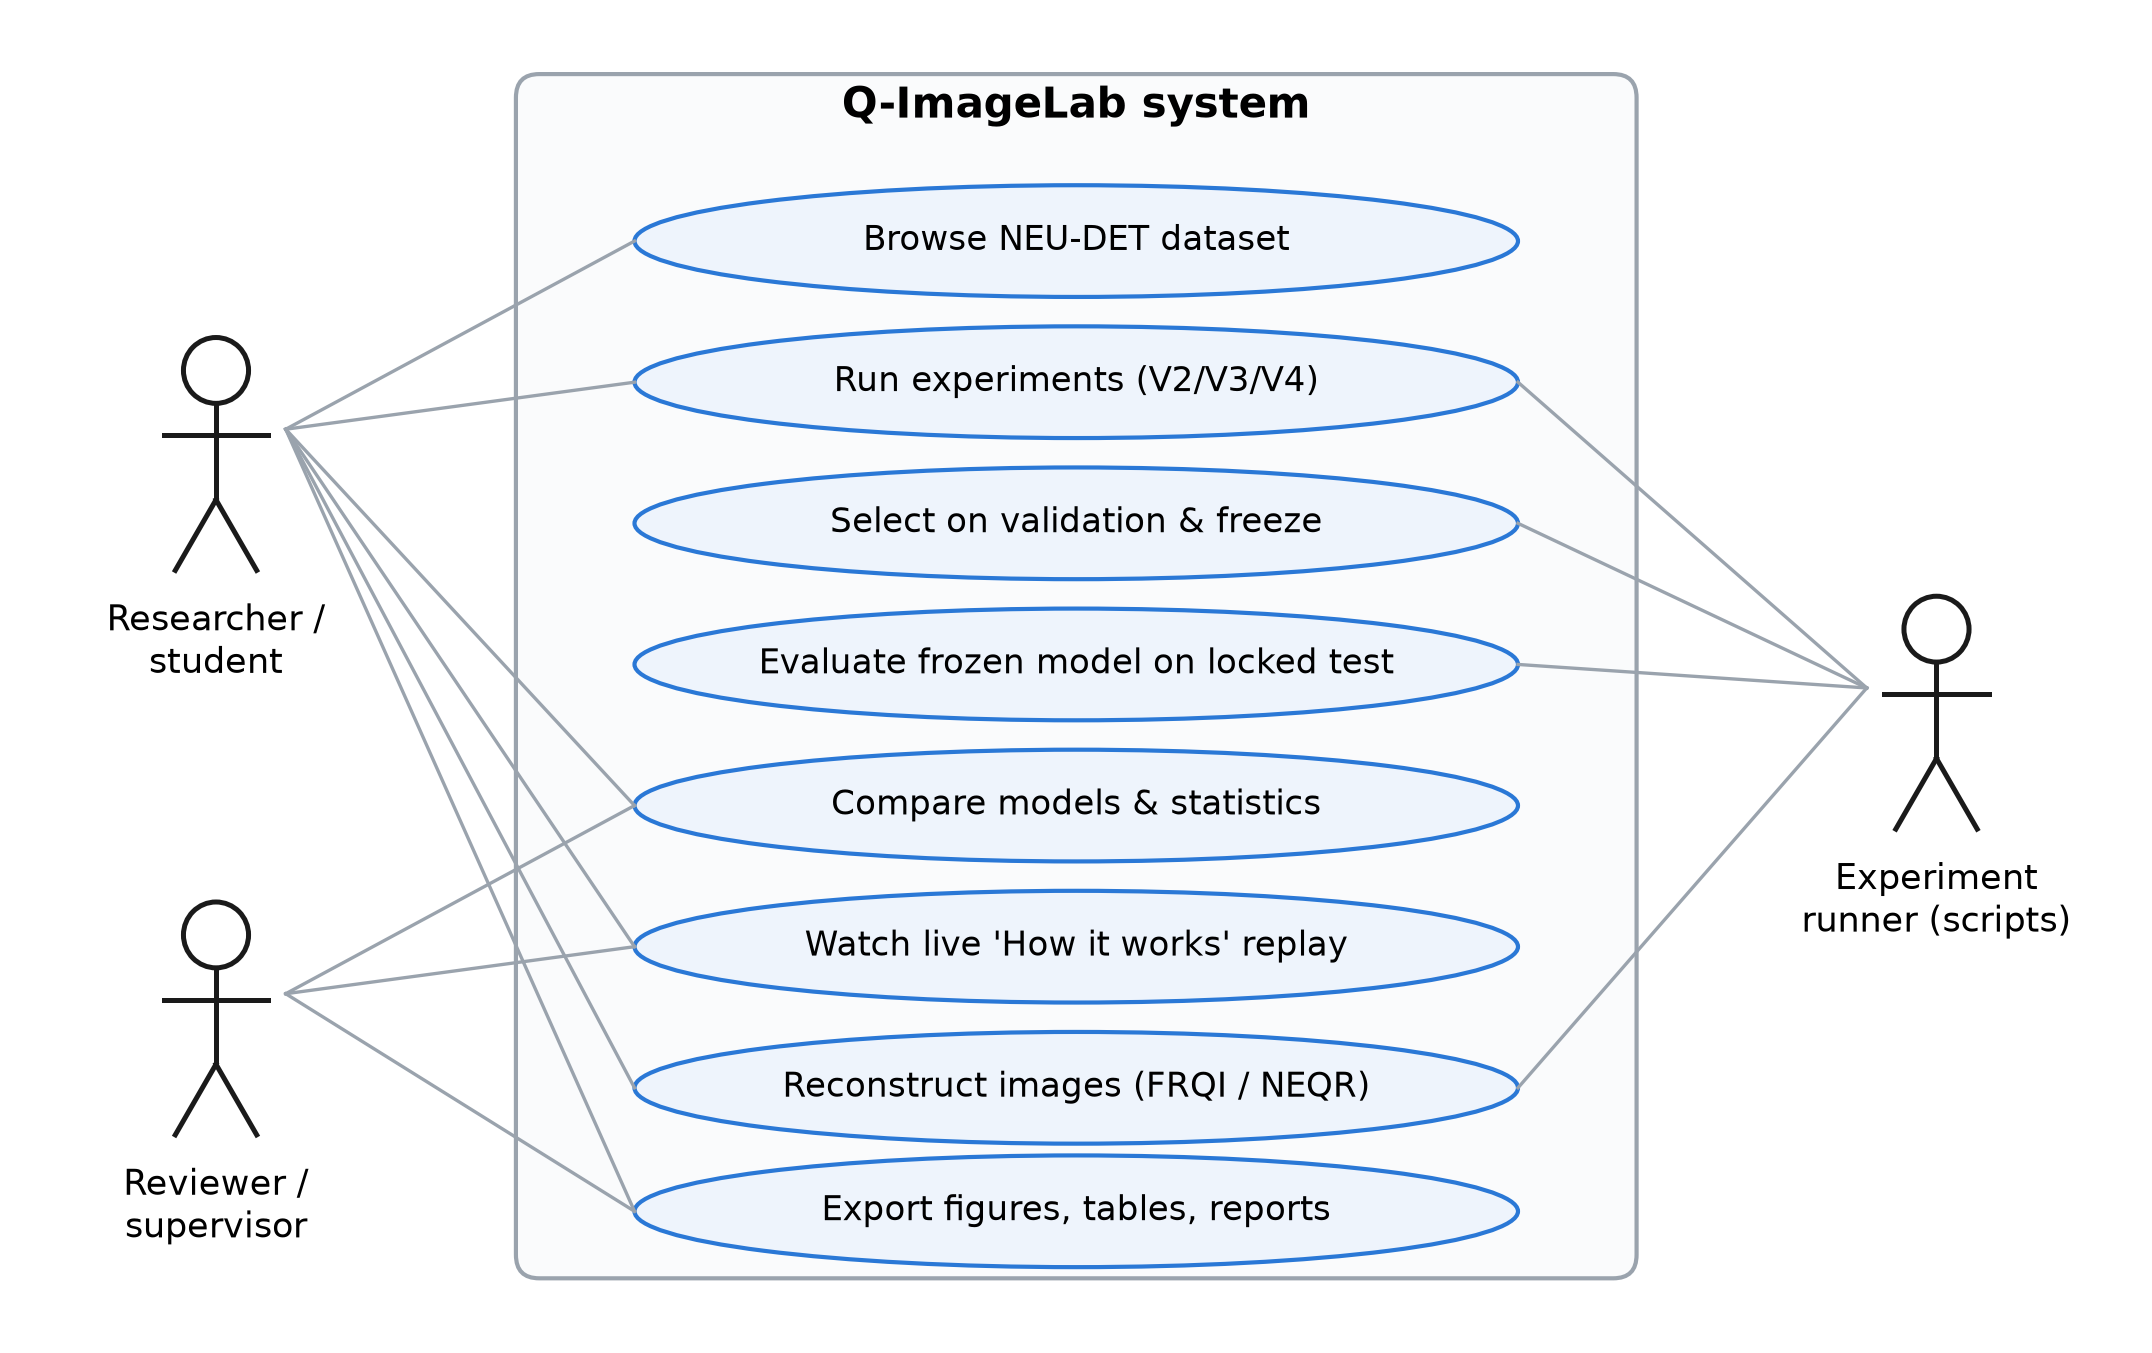 Q-ImageLab system
Browse NEU-DET dataset
Run experiments (V2/V3/V4)
Select on validation & freeze
Evaluate frozen model on locked test
Compare models & statistics
Watch live 'How it works' replay
Reconstruct images (FRQI / NEQR)
Export figures, tables, reports
Researcher /
student
Reviewer /
supervisor
Experiment
runner (scripts)